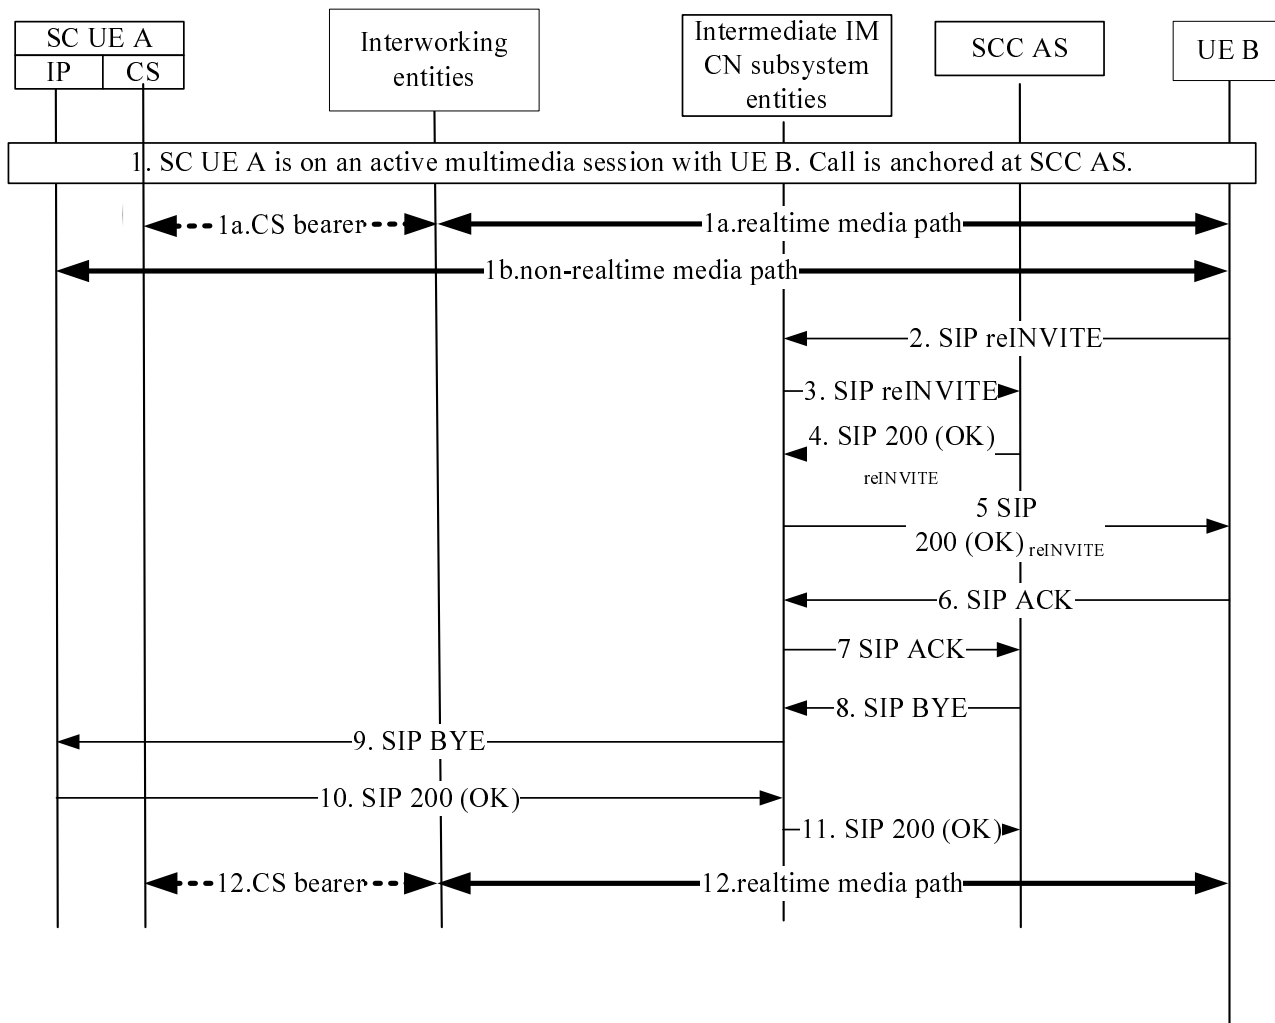 SC UE A
IP
CS
Interworking
entities
Intermediate IM
CN subsystem
entities
SCC AS
UE B
1. SC UE A is on an active multimedia session with UE B. Call is anchored at SCC AS.
1a.CS bearer
1a.realtime media path
1b.non-realtime media path
2. SIP reINVITE
3. SIP reINVITE
4. SIP 200 (OK)
reINVITE
5 SIP
200 (OK) reINVITE
6. SIP ACK
7 SIP ACK
8. SIP BYE
9. SIP BYE
10. SIP 200 (OK)
11. SIP 200 (OK)
12.CS bearer
12.realtime media path